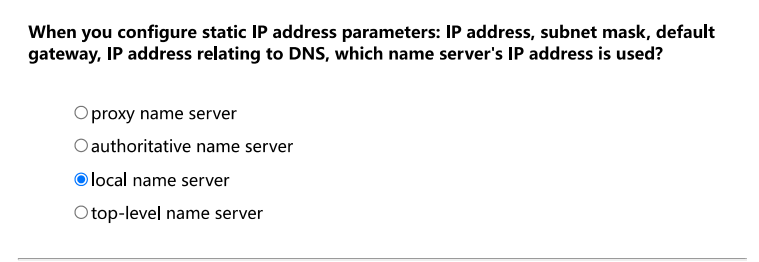 When you configure static IP address parameters: IP address, subnet mask, default
gateway, IP address relating to DNS, which name server's IP address is used?
proxy name server
authoritative name server
local name server
top-level name server